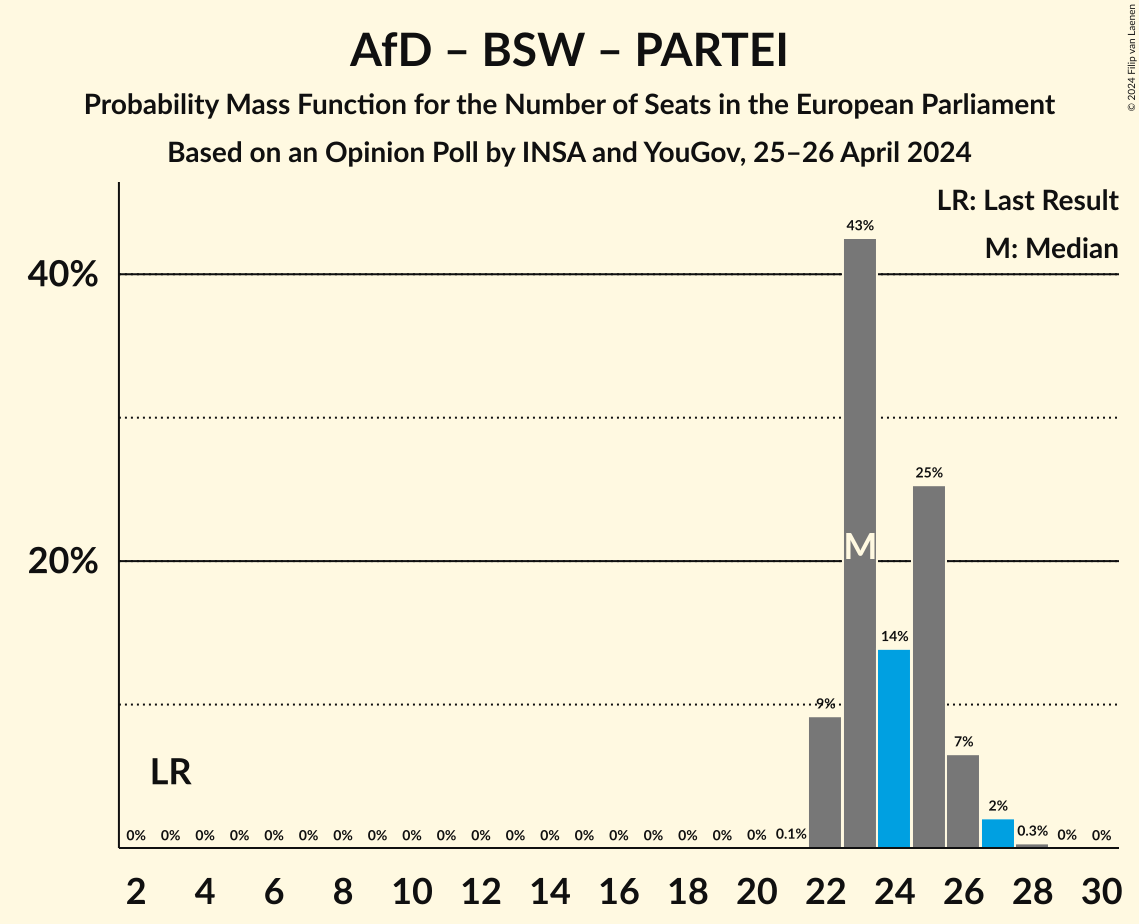 AfD – BSW – PARTEI
Probability Mass Function for the Number of Seats in the European Parliament
Based on an Opinion Poll by INSA and YouGov, 25–26 April 2024
© 2024 Filip van Laenen
LR: Last Result
M: Median
43%
40%
25%
M
20%
14%
9%
7%
LR
2%
0% 0% 0% 0% 0% 0% 0% 0% 0% 0% 0% 0% 0% 0% 0% 0% 0% 0% 0% 0.1% 0.3% 0% 0%
2 4 6 8 10 12 14 16 18 20 22 24 26 28 30